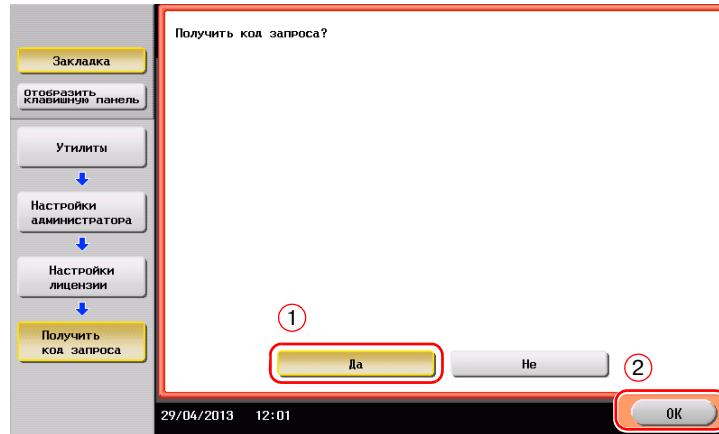 Получить код запроса?
Закладка
Отобразить
клавишную панель
Утилиты
Настройки
администратора
Настройки
лицензии
Получить
код запроса
1
Да
Не
2
OK
29/04/2013 12:01